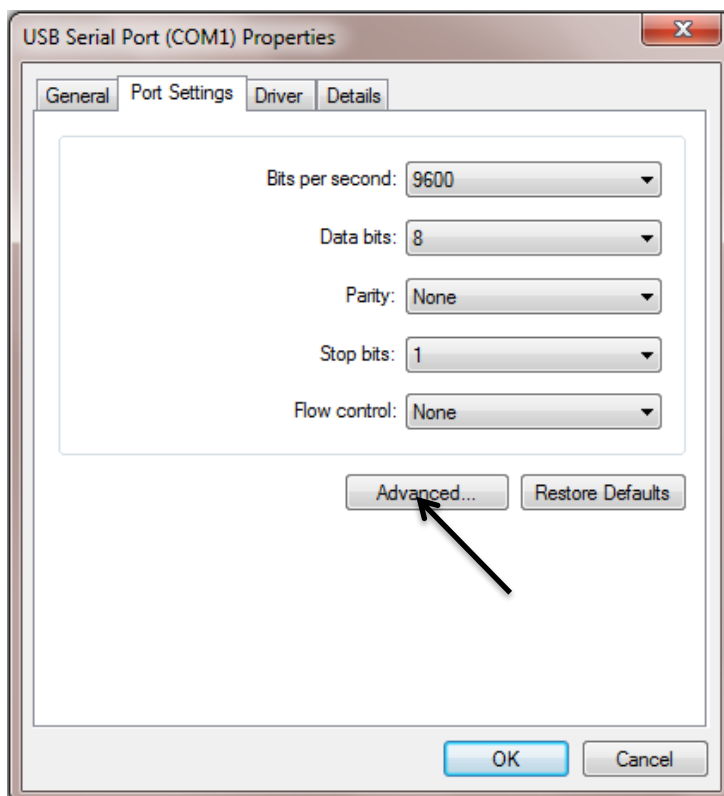 USB Serial Port (COM1) Properties
X
General Port Settings Driver Details
Bits per second: 9600
Data bits: 8
Parity: None
Stop bits: 1
Flow control: None
Advanced... Restore Defaults
OK Cancel